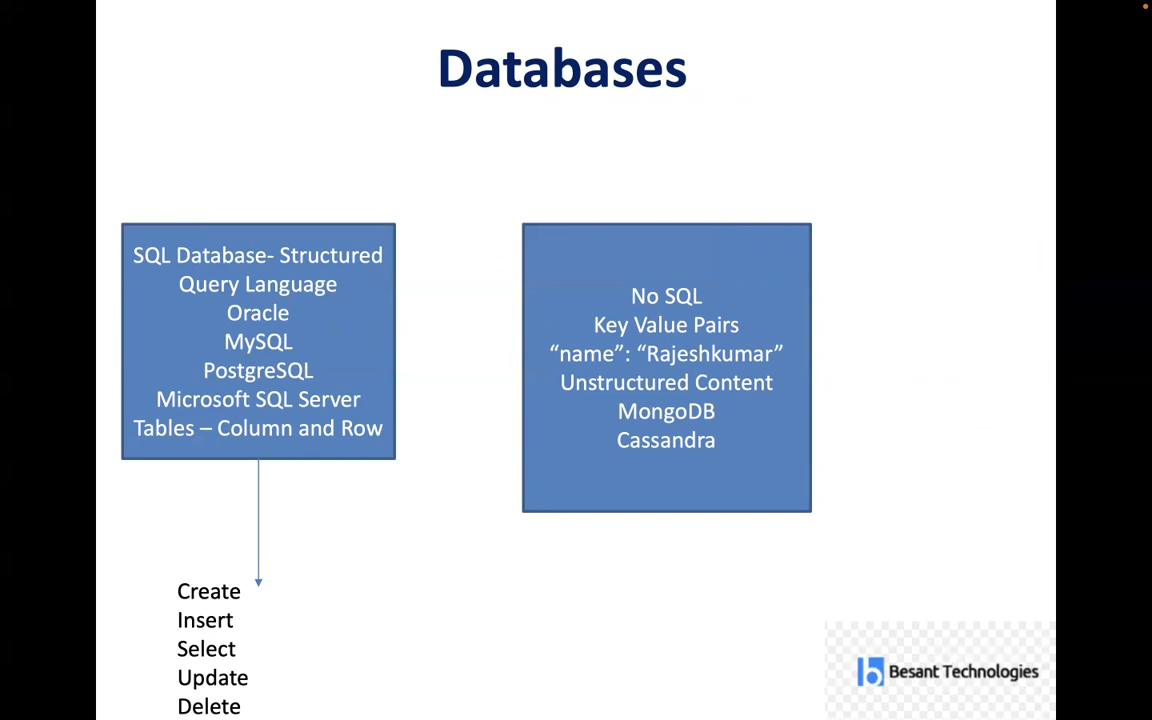 Databases
SQL Database- Structured
Query Language
Oracle
MySQL
PostgreSQL
Microsoft SQL Server
Tables – Column and Row
No SQL
Key Value Pairs
“name”: “Rajeshkumar”
Unstructured Content
MongoDB
Cassandra
Create
Insert
Select
Update
Delete
Besant Technologies